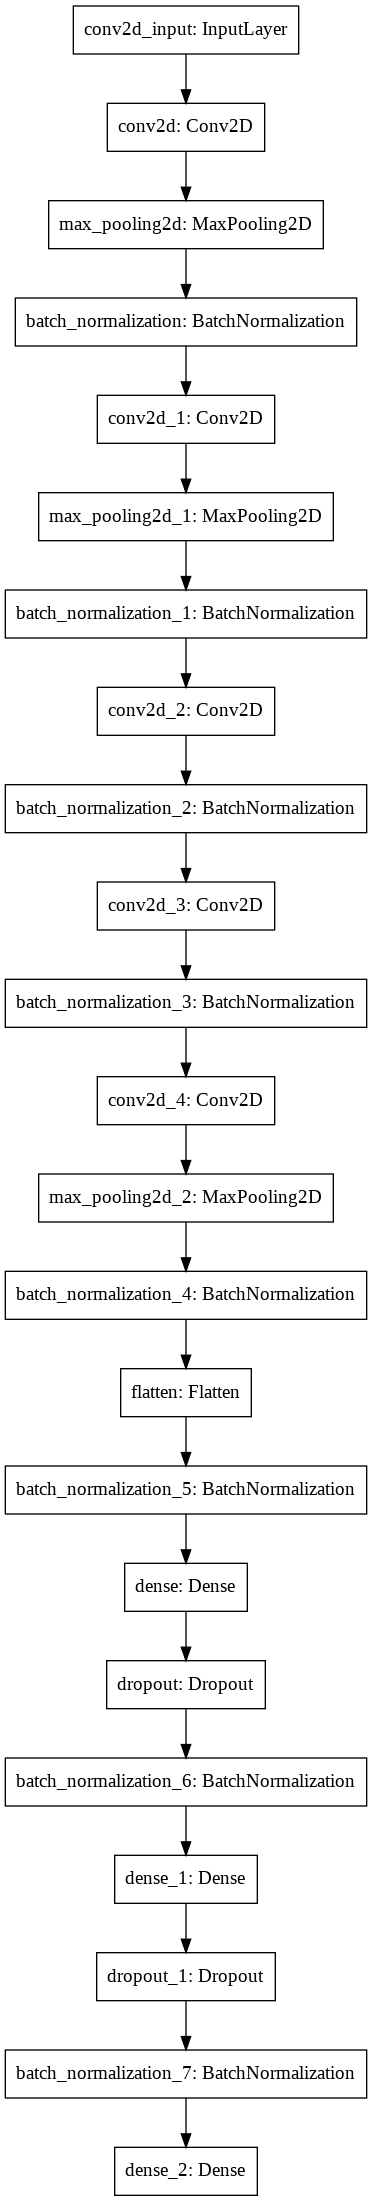 conv2d_input: InputLayer
conv2d: Conv2D
max_pooling2d: MaxPooling2D
batch_normalization: BatchNormalization
conv2d_1: Conv2D
max_pooling2d_1: MaxPooling2D
batch_normalization_1: BatchNormalization
conv2d_2: Conv2D
batch_normalization_2: BatchNormalization
conv2d_3: Conv2D
batch_normalization_3: BatchNormalization
conv2d_4: Conv2D
max_pooling2d_2: MaxPooling2D
batch_normalization_4: BatchNormalization
flatten: Flatten
batch_normalization_5: BatchNormalization
dense: Dense
dropout: Dropout
batch_normalization_6: BatchNormalization
dense_1: Dense
dropout_1: Dropout
batch_normalization_7: BatchNormalization
dense_2: Dense